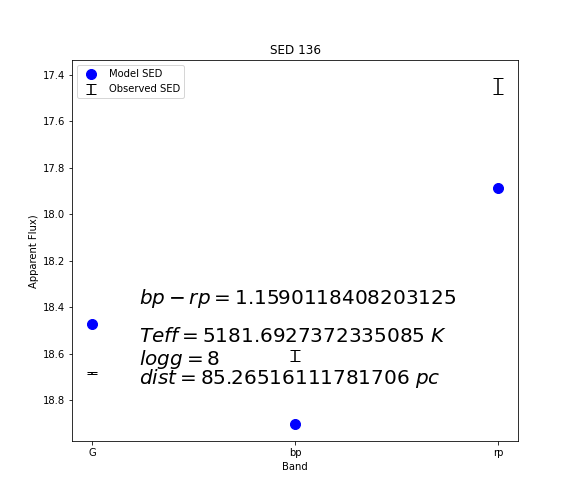 SED 136
Model SED
Observed SED
17.4
17.6
17.8
18.0
18.2
18.4
18.6
18.8
Apparent Flux)
bp − rp = 1.1590118408203125
Teff = 5181.6927372335085 K
logg = 8
dist = 85.26516111781706 pc
G
bp
rp
Band